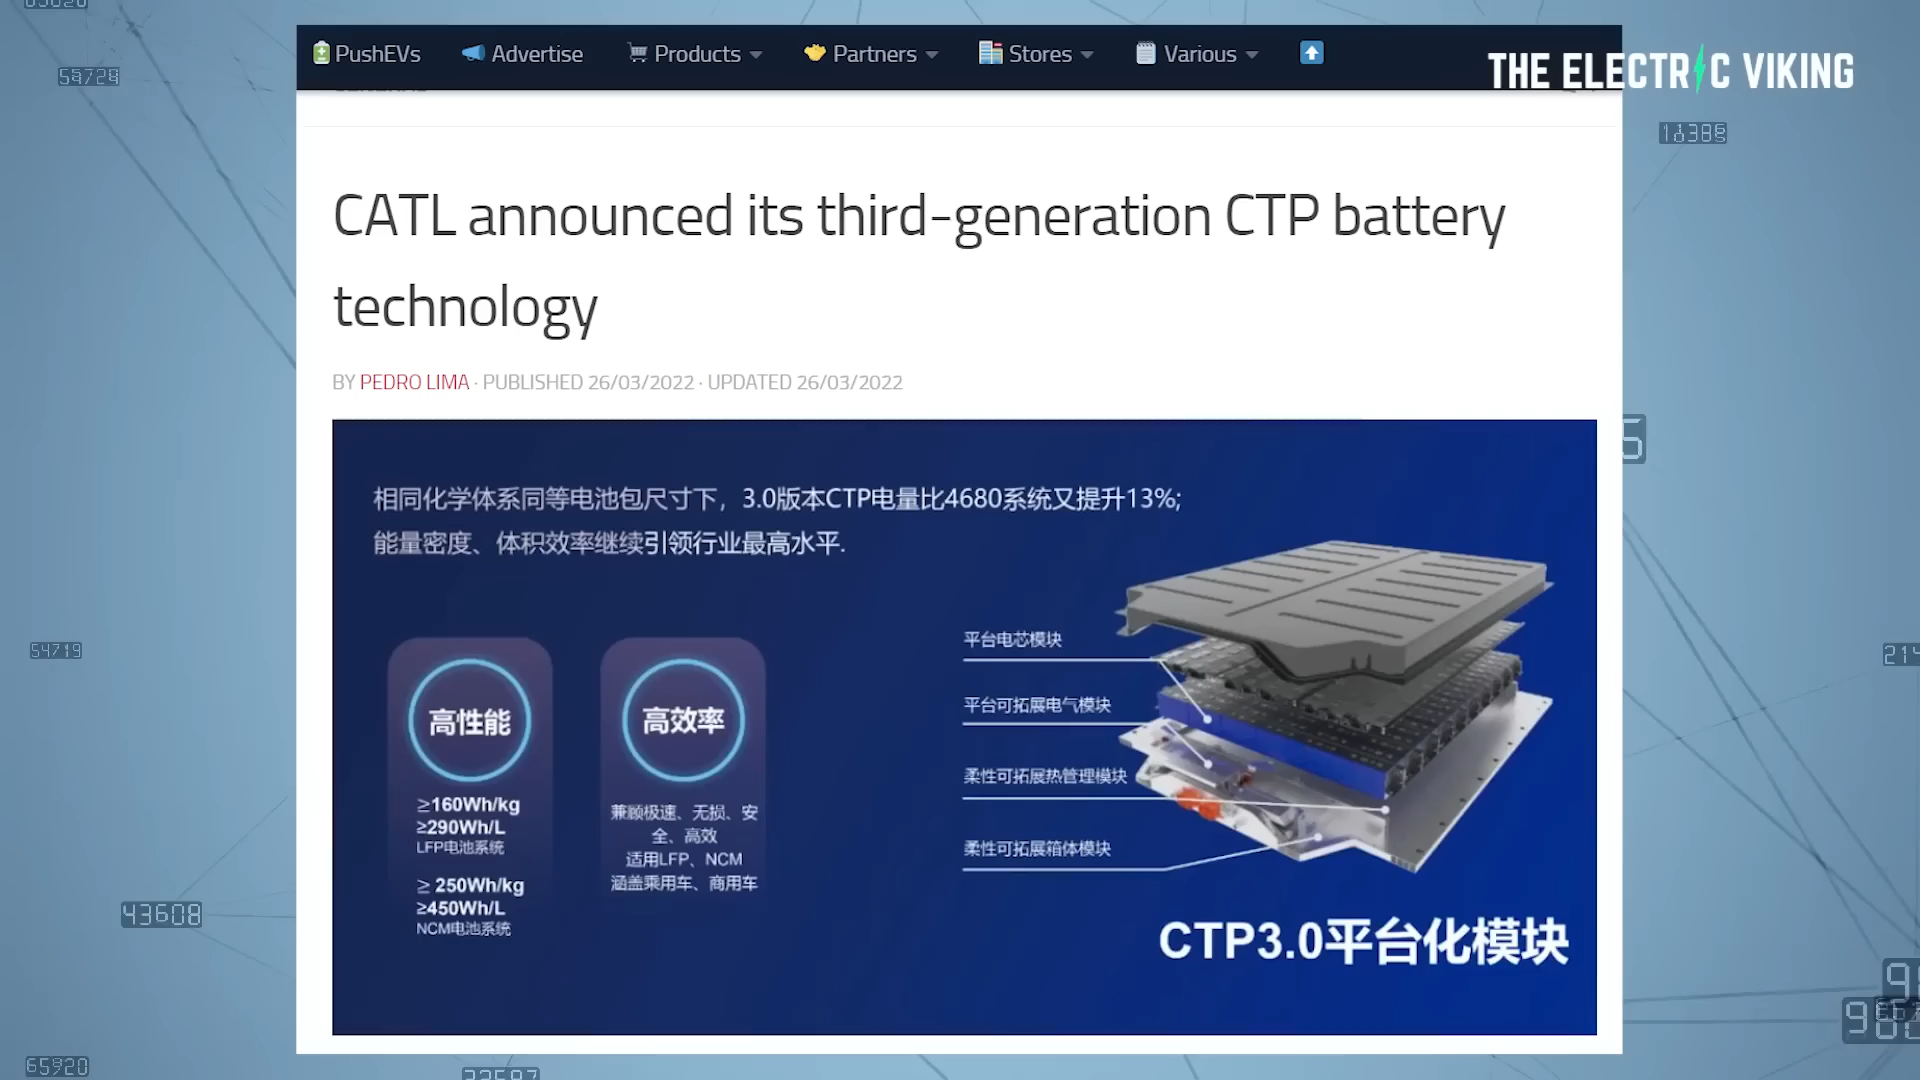 PushEVs Advertise Products Partners Stores Various
THE ELECTRIC VIKING
CATL announced its third-generation CTP battery
technology
BY PEDRO LIMA · PUBLISHED 26/03/2022 · UPDATED 26/03/2022
相同化学体系同等电池包尺寸下，3.0版本CTP电量比4680系统又提升13%;
能量密度、体积效率继续引领行业最高水平.
高性能
≥160Wh/kg
≥290Wh/L
LFP电池系统
≥ 250Wh/kg
≥450Wh/L
NCM电池系统
高效率
兼顾极速、无损、安
全、高效
适用LFP、NCM
涵盖乘用车、商用车
平台电芯模块
平台可拓展电气模块
柔性可拓展热管理模块
柔性可拓展箱体模块
CTP3.0平台化模块
54719
43608
65920